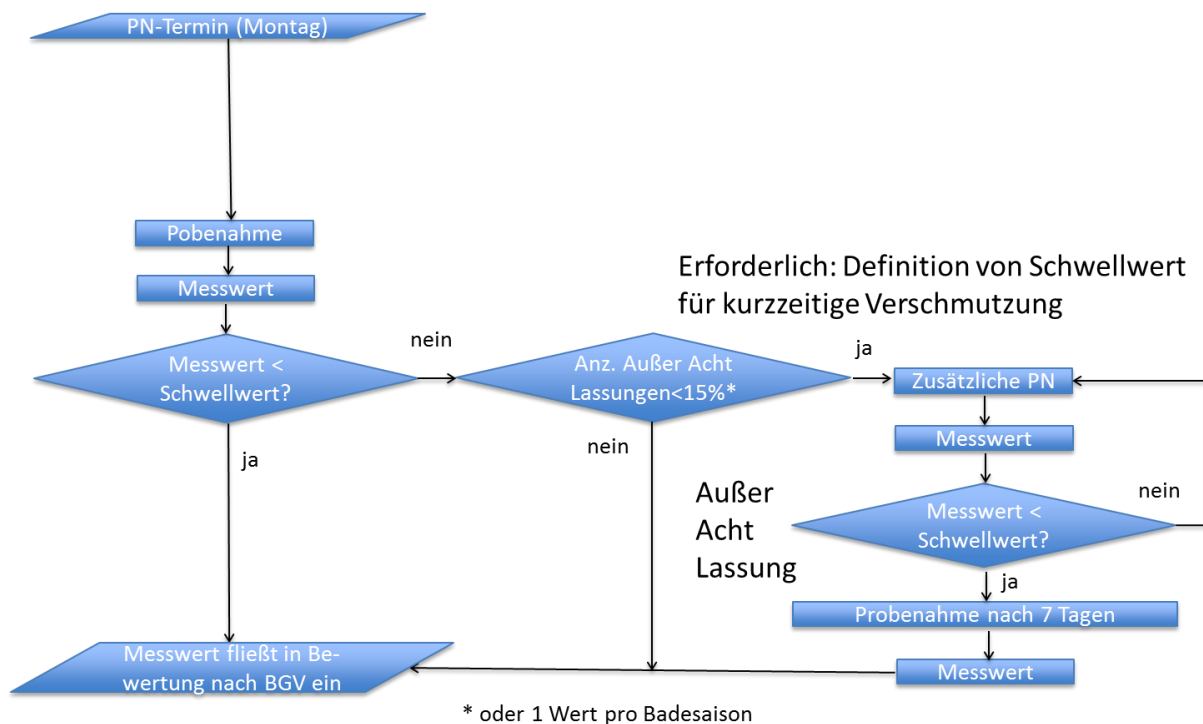 PN-Termin (Montag)
Pobenahme
Messwert
Erforderlich: Definition von Schwellwert
für kurzzeitige Verschmutzung
Messwert <
Schwellwert?
nein
Anz. Außer Acht
Lassungen<15%*
ja
Zusätzliche PN
Messwert
ja
nein
Außer
Acht
Lassung
Messwert <
Schwellwert?
nein
ja
Probenahme nach 7 Tagen
Messwert
Messwert fließt in Be-
wertung nach BGV ein
* oder 1 Wert pro Badesaison